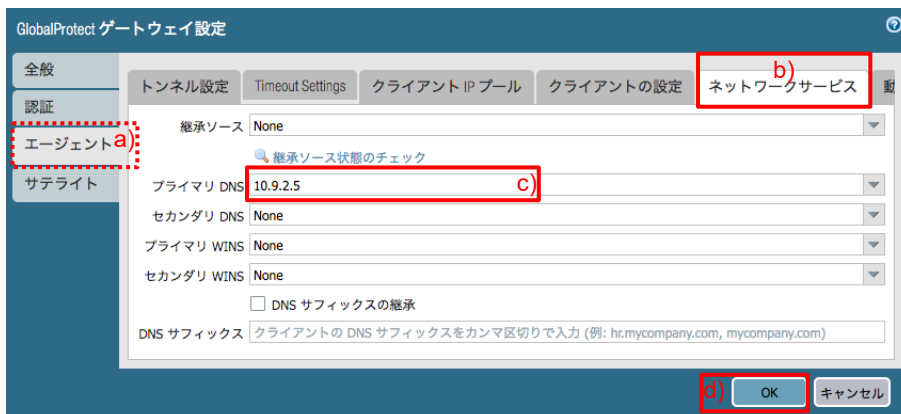 GlobalProtect ゲートウェイ設定
全般
認証
エージェント a)
サテライト
トンネル設定 Timeout Settings クライアント IP プール クライアントの設定 ネットワークサービス b) 動
継承ソース None
継承ソース状態のチェック
プライマリ DNS 10.9.2.5 c)
セカンダリ DNS None
プライマリ WINS None
セカンダリ WINS None
DNS サフィックスの継承
DNS サフィックス クライアントの DNS サフィックスをカンマ区切りで入力 (例: hr.mycompany.com, mycompany.com)
d) OK キャンセル